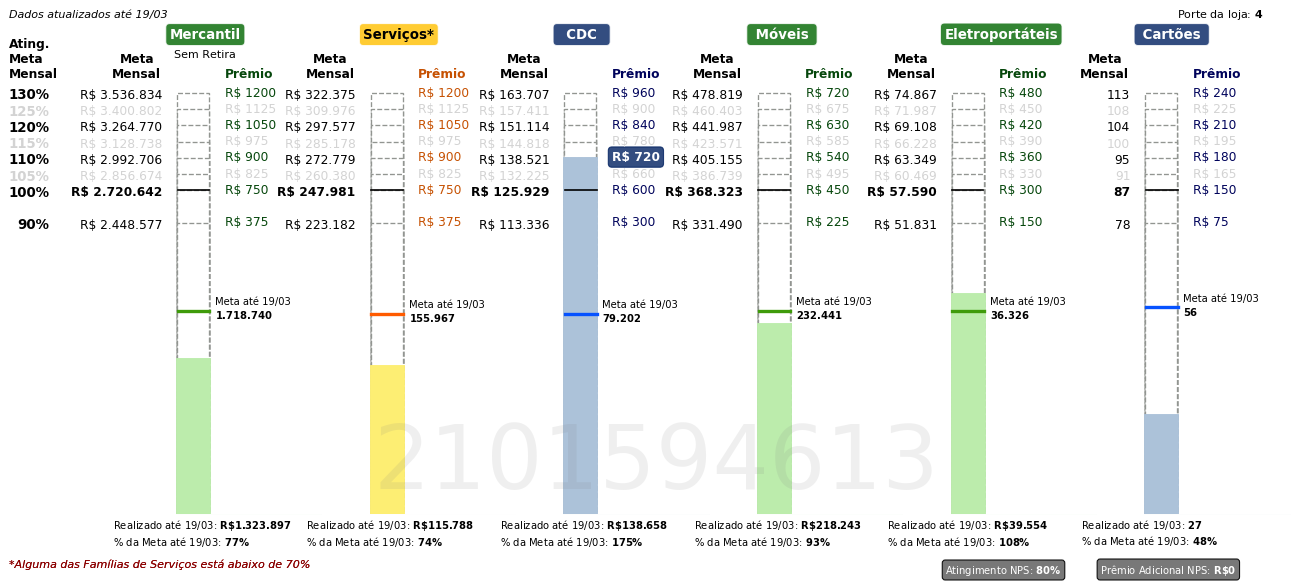 Dados atualizados até 19/03
Porte da loja: 4
Mercantil Serviços* CDC Móveis Eletroportáteis Cartões
Sem Retira
Ating. Meta Mensal
Meta Mensal Prêmio Meta Mensal Prêmio Meta Mensal Prêmio Meta Mensal Prêmio Meta Mensal Prêmio Meta Mensal Prêmio
130% R$ 3.536.834 R$ 1200 R$ 322.375 R$ 1200 R$ 163.707 R$ 960 R$ 478.819 R$ 720 R$ 74.867 R$ 480 113 R$ 240
125% R$ 3.400.802 R$ 1125 R$ 309.976 R$ 1125 R$ 157.411 R$ 900 R$ 460.403 R$ 675 R$ 71.987 R$ 450 108 R$ 225
120% R$ 3.264.770 R$ 1050 R$ 297.577 R$ 1050 R$ 151.114 R$ 840 R$ 441.987 R$ 630 R$ 69.108 R$ 420 104 R$ 210
115% R$ 3.128.738 R$ 975 R$ 285.178 R$ 975 R$ 144.818 R$ 780 R$ 423.571 R$ 585 R$ 66.228 R$ 390 100 R$ 195
110% R$ 2.992.706 R$ 900 R$ 272.779 R$ 900 R$ 138.521 R$ 720 R$ 405.155 R$ 540 R$ 63.349 R$ 360 95 R$ 180
105% R$ 2.856.674 R$ 825 R$ 260.380 R$ 825 R$ 132.225 R$ 660 R$ 386.739 R$ 495 R$ 60.469 R$ 330 91 R$ 165
100% R$ 2.720.642 R$ 750 R$ 247.981 R$ 750 R$ 125.929 R$ 600 R$ 368.323 R$ 450 R$ 57.590 R$ 300 87 R$ 150
90% R$ 2.448.577 R$ 375 R$ 223.182 R$ 375 R$ 113.336 R$ 300 R$ 331.490 R$ 225 R$ 51.831 R$ 150 78 R$ 75
Meta até 19/03 Meta até 19/03 Meta até 19/03 Meta até 19/03 Meta até 19/03 Meta até 19/03
1.718.740 155.967 79.202 232.441 36.326 56
2101594613
Realizado até 19/03: R$1.323.897 Realizado até 19/03: R$115.788 Realizado até 19/03: R$138.658 Realizado até 19/03: R$218.243 Realizado até 19/03: R$39.554 Realizado até 19/03: 27
% da Meta até 19/03: 77% % da Meta até 19/03: 74% % da Meta até 19/03: 175% % da Meta até 19/03: 93% % da Meta até 19/03: 108% % da Meta até 19/03: 48%
*Alguma das Famílias de Serviços está abaixo de 70%
Atingimento NPS: 80% Prêmio Adicional NPS: R$0